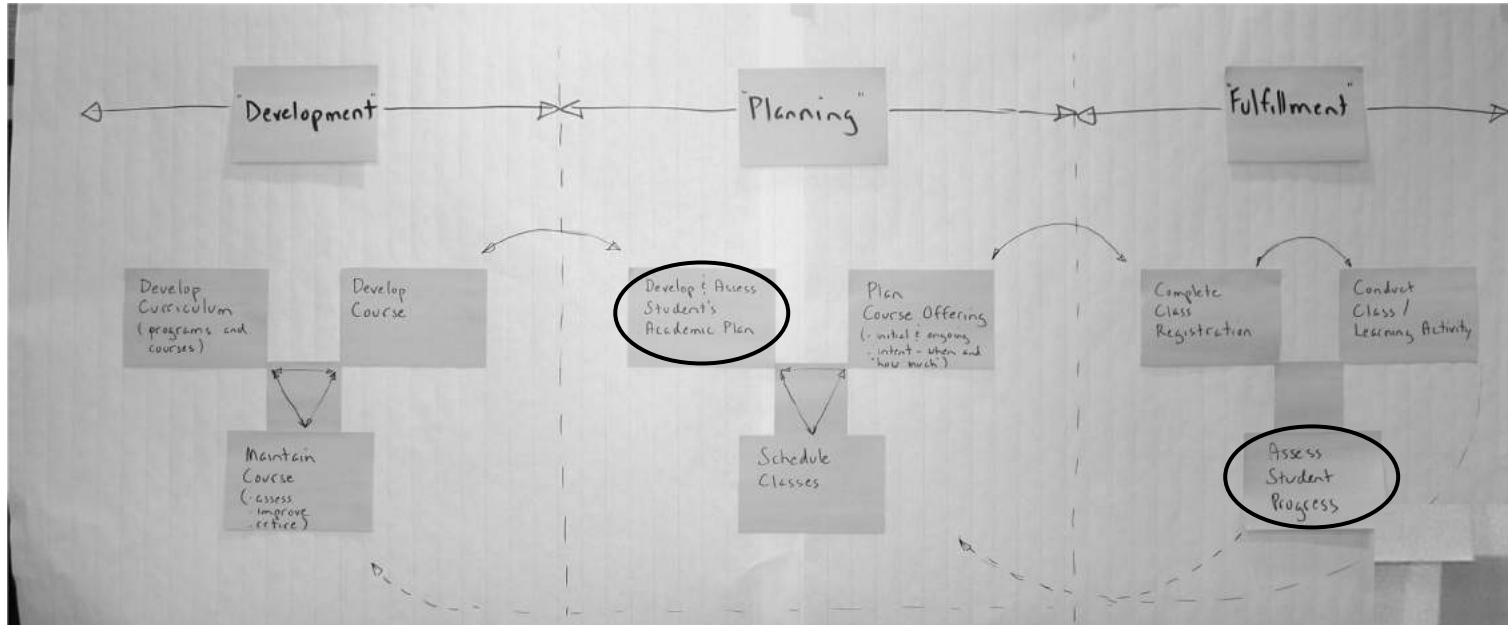 "Development"
"Planning"
"Fulfillment"
Develop
Curriculum
(programs and
courses)
Develop
Course
Maintain
Course
(· assess
· improve
· retire)
Develop & Assess
Student's
Academic Plan
Plan
Course Offering
(· initial & ongoing
· intent - when and
"how much")
Schedule
Classes
Complete
Class
Registration
Conduct
Class /
Learning Activity
Assess
Student
Progress